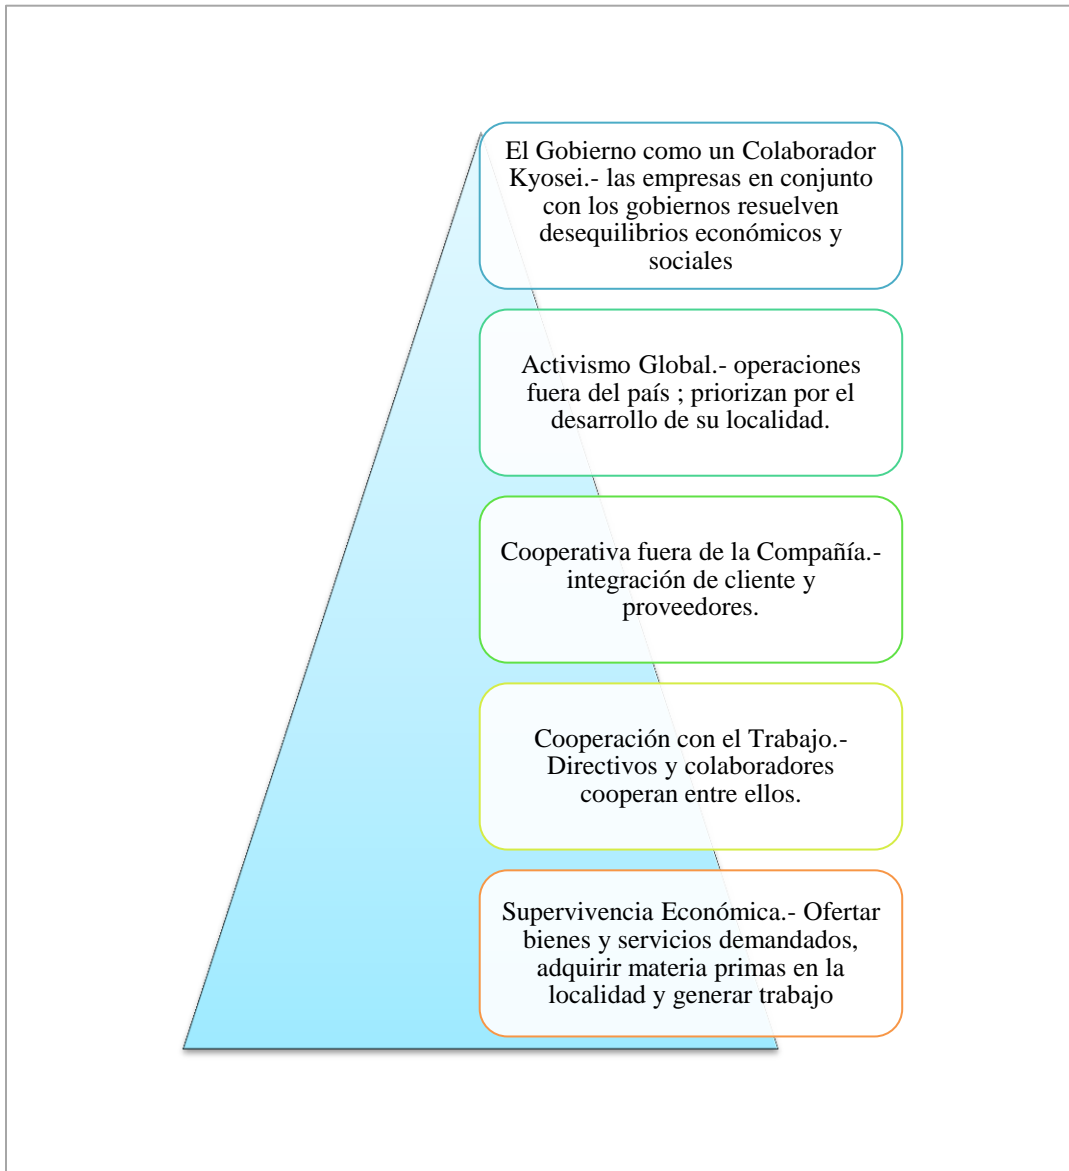 El Gobierno como un Colaborador
Kyosei.- las empresas en conjunto
con los gobiernos resuelven
desequilibrios económicos y
sociales
Activismo Global.- operaciones
fuera del país ; priorizan por el
desarrollo de su localidad.
Cooperativa fuera de la Compañía.-
integración de cliente y
proveedores.
Cooperación con el Trabajo.-
Directivos y colaboradores
cooperan entre ellos.
Supervivencia Económica.- Ofertar
bienes y servicios demandados,
adquirir materia primas en la
localidad y generar trabajo